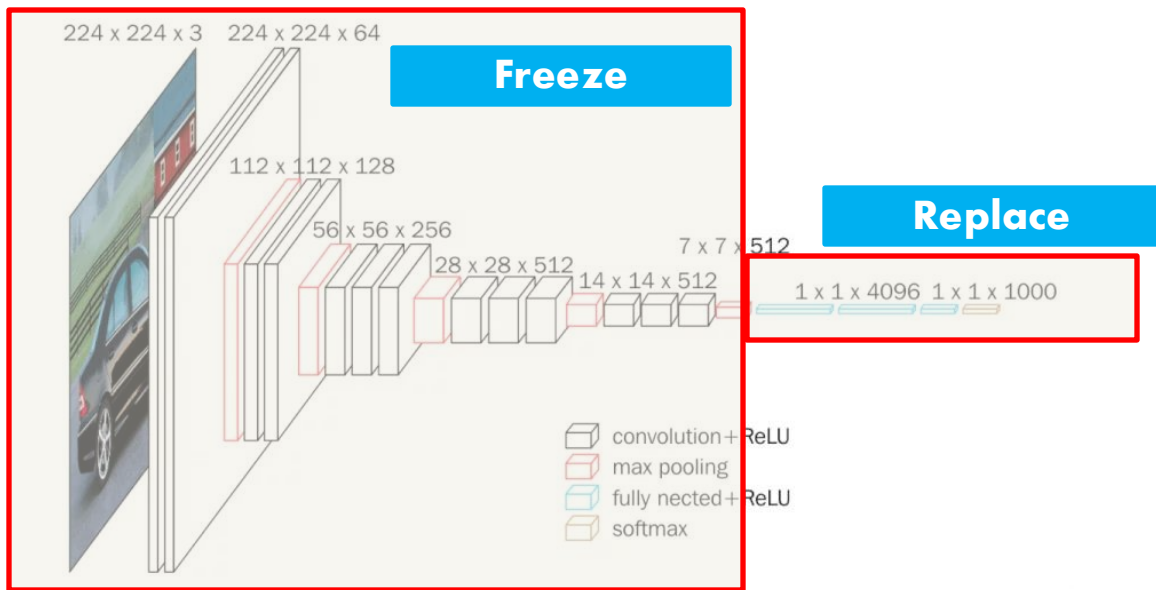 224 x 224 x 3
224 x 224 x 64
Freeze
112 x 112 x 128
Replace
56 x 56 x 256
7 x 7 x 512
28 x 28 x 512
14 x 14 x 512
1 x 1 x 4096
1 x 1 x 1000
convolution+ReLU
max pooling
fully nected+ReLU
softmax